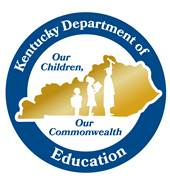 Kentucky Department of
Our
Children,
Our
Commonwealth
Education